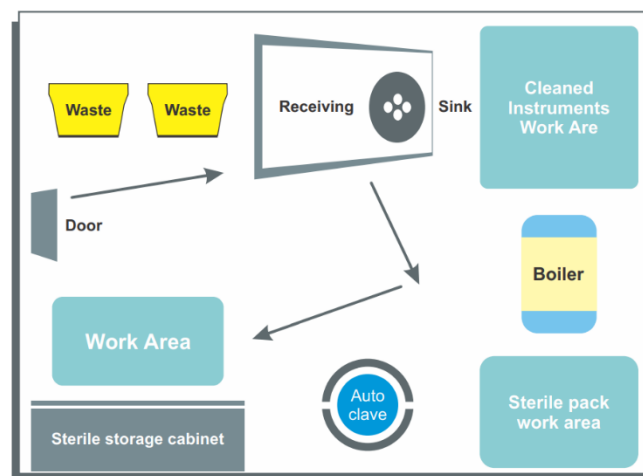 Waste
Waste
Receiving
Sink
Cleaned
Instruments
Work Are
Door
Boiler
Work Area
Auto
clave
Sterile pack
work area
Sterile storage cabinet